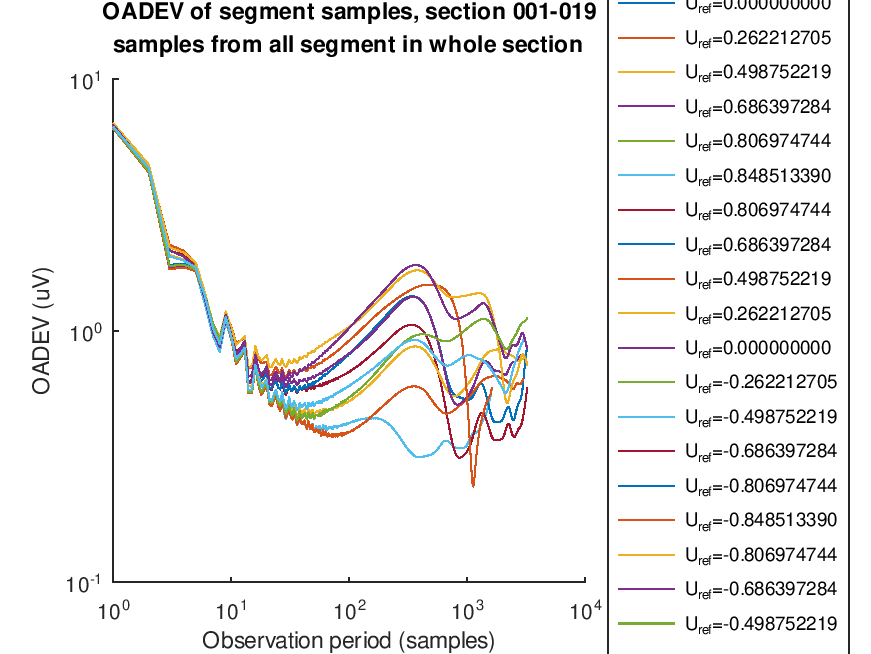 OADEV of segment samples, section 001-019
samples from all segment in whole section
10^1
10^0
10^-1
OADEV (uV)
10^0 10^1 10^2 10^3 10^4
Observation period (samples)
U_ref=0.000000000
U_ref=0.262212705
U_ref=0.498752219
U_ref=0.686397284
U_ref=0.806974744
U_ref=0.848513390
U_ref=0.806974744
U_ref=0.686397284
U_ref=0.498752219
U_ref=0.262212705
U_ref=0.000000000
U_ref=-0.262212705
U_ref=-0.498752219
U_ref=-0.686397284
U_ref=-0.806974744
U_ref=-0.848513390
U_ref=-0.806974744
U_ref=-0.686397284
U_ref=-0.498752219